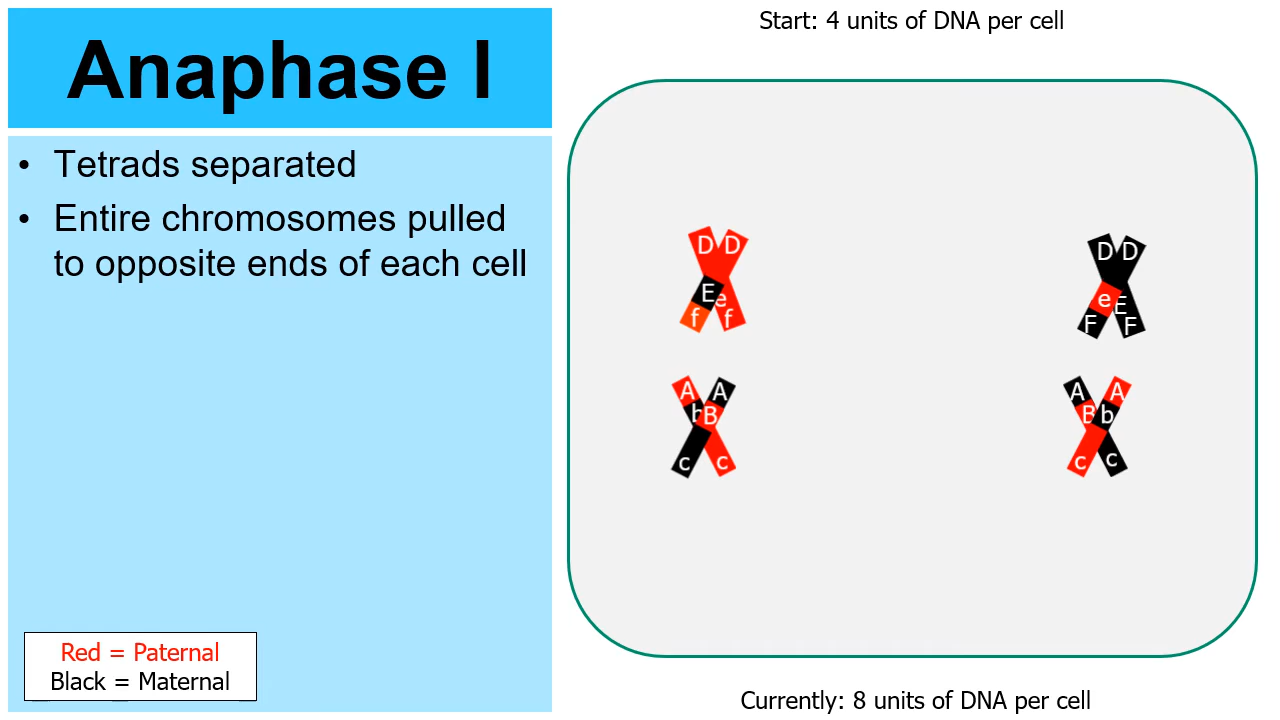 Anaphase I
• Tetrads separated
• Entire chromosomes pulled
to opposite ends of each cell
Red = Paternal
Black = Maternal
Start: 4 units of DNA per cell
D D
D D
E e
e E
f f
F F
A A
A A
b B
B b
c c
c c
Currently: 8 units of DNA per cell